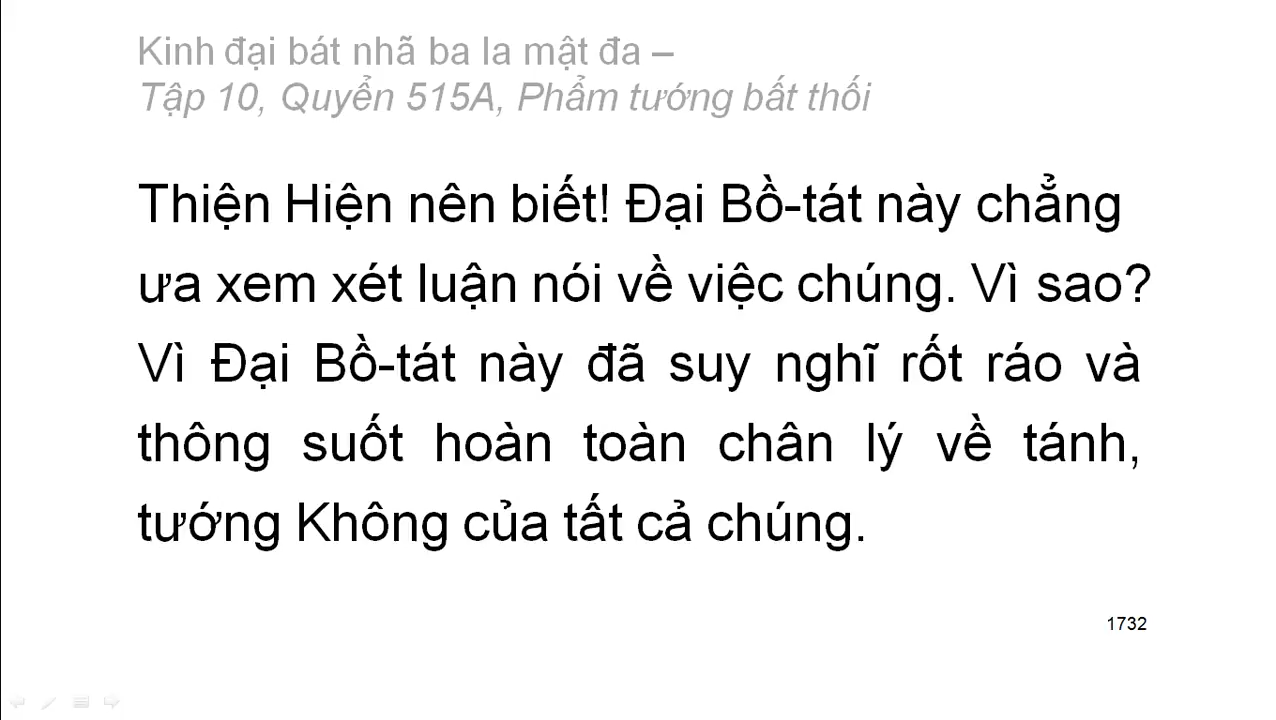 Kinh đại bát nhã ba la mật đa –
Tập 10, Quyển 515A, Phẩm tướng bất thối
Thiện Hiện nên biết! Đại Bồ-tát này chẳng
ưa xem xét luận nói về việc chúng. Vì sao?
Vì Đại Bồ-tát này đã suy nghĩ rốt ráo và
thông suốt hoàn toàn chân lý về tánh,
tướng Không của tất cả chúng.
1732